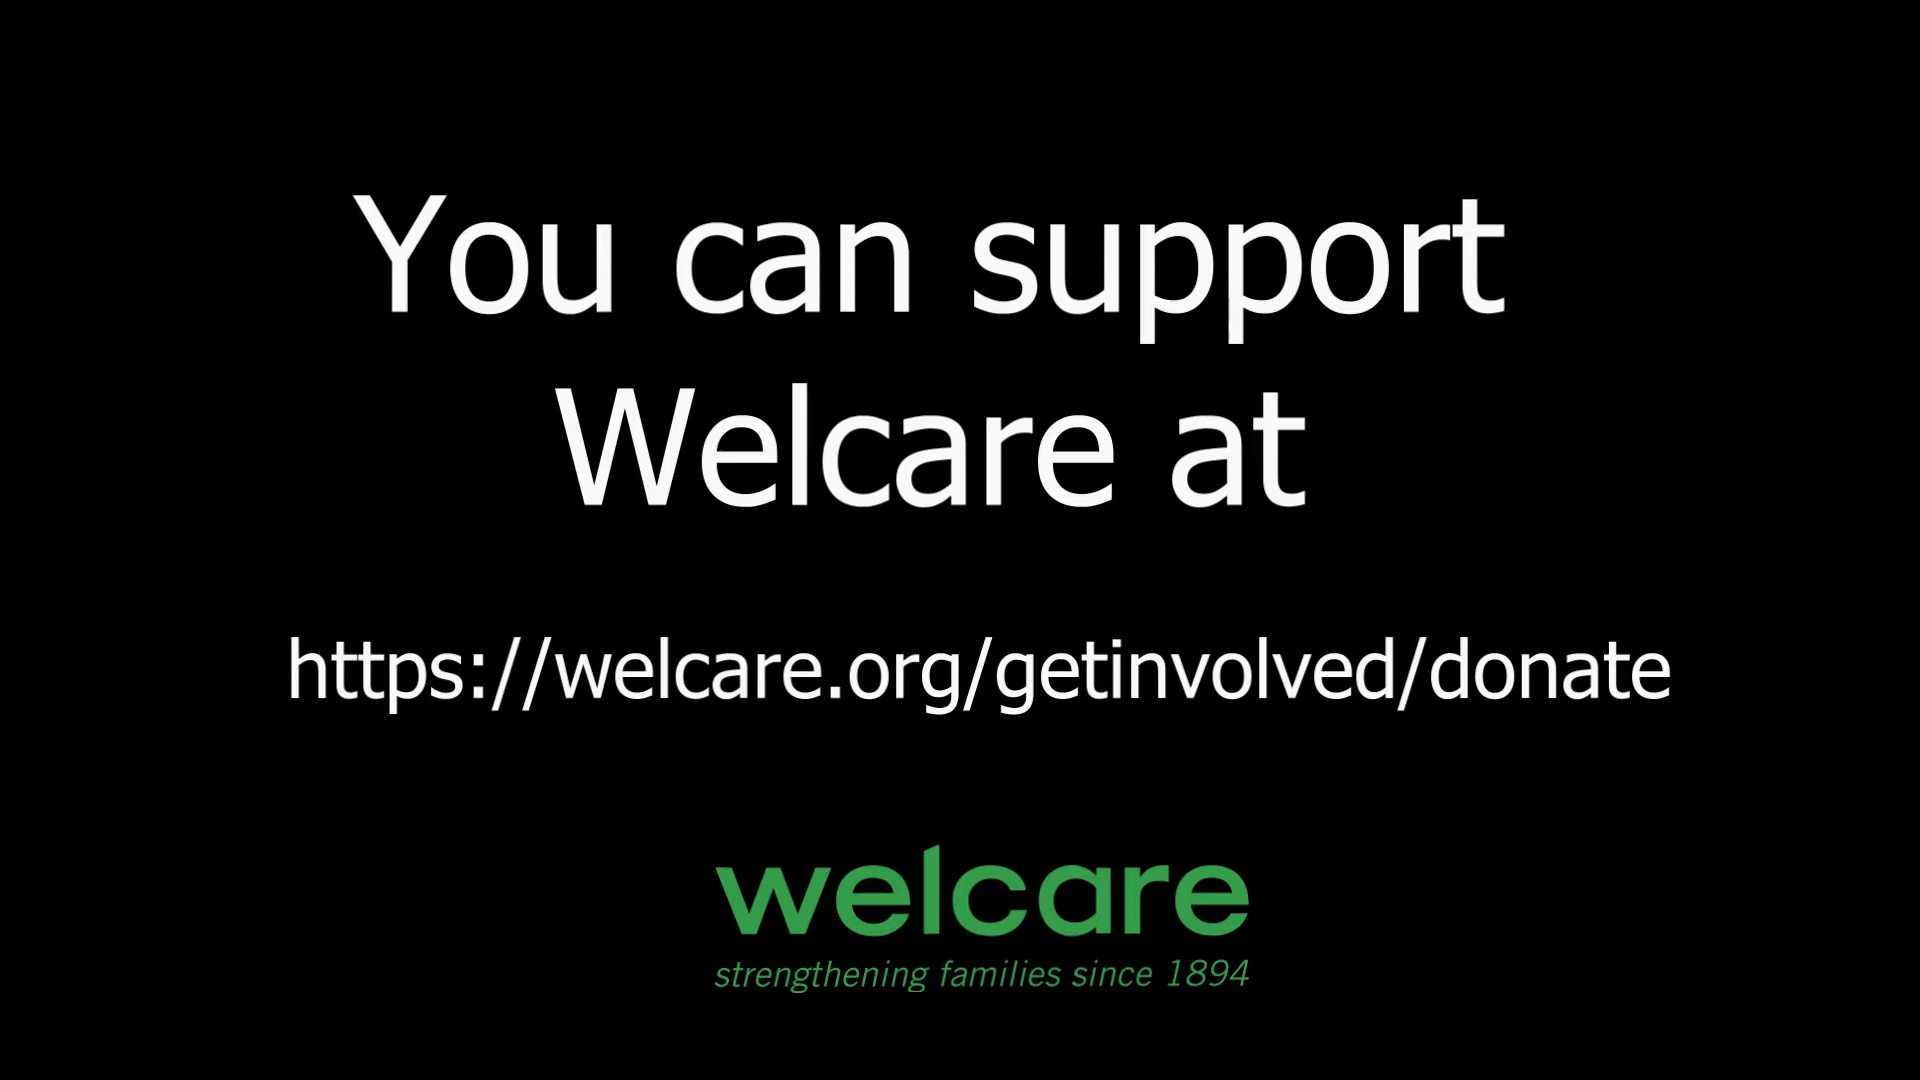 You can support
Welcare at
https://welcare.org/getinvolved/donate
welcare
strengthening families since 1894